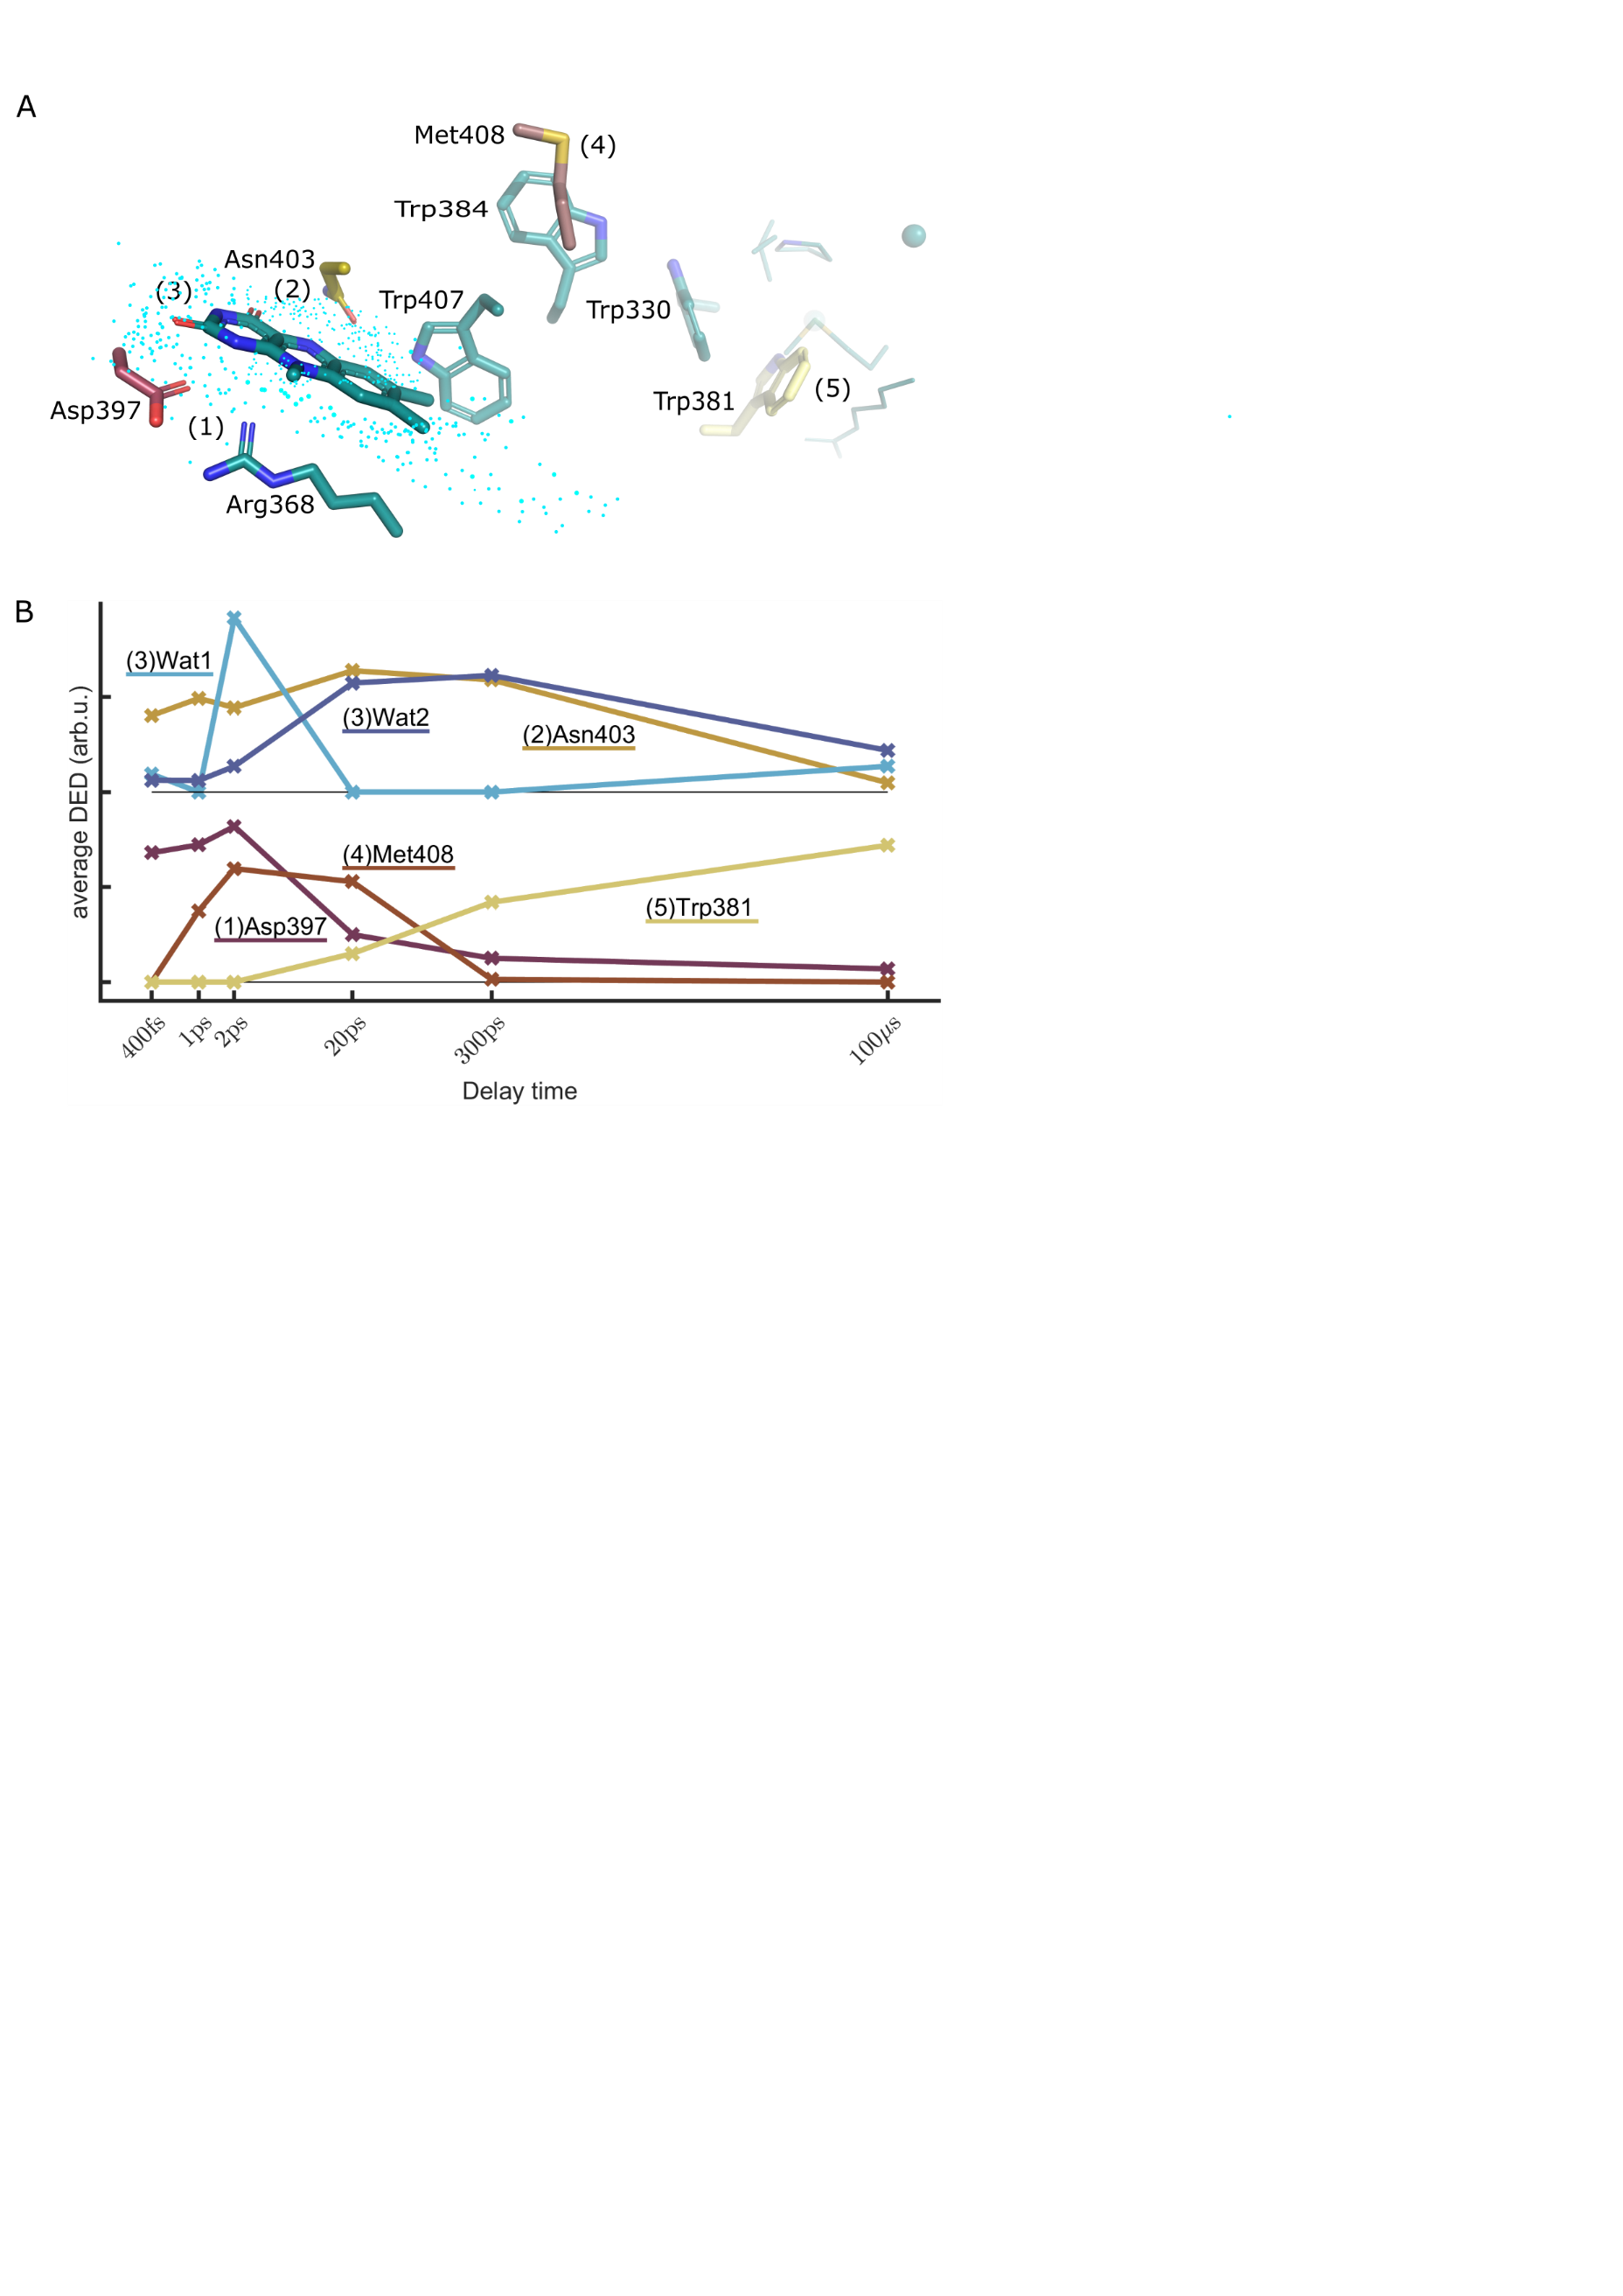 A
Met408
(4)
Trp384
Asn403
(3)
(2)
Trp407
Trp330
Asp397
(1)
Trp381
(5)
Arg368
B
(3)Wat1
(3)Wat2
(2)Asn403
(4)Met408
(1)Asp397
(5)Trp381
average DED (arb.u.)
400fs
1ps
2ps
20ps
300ps
100μs
Delay time